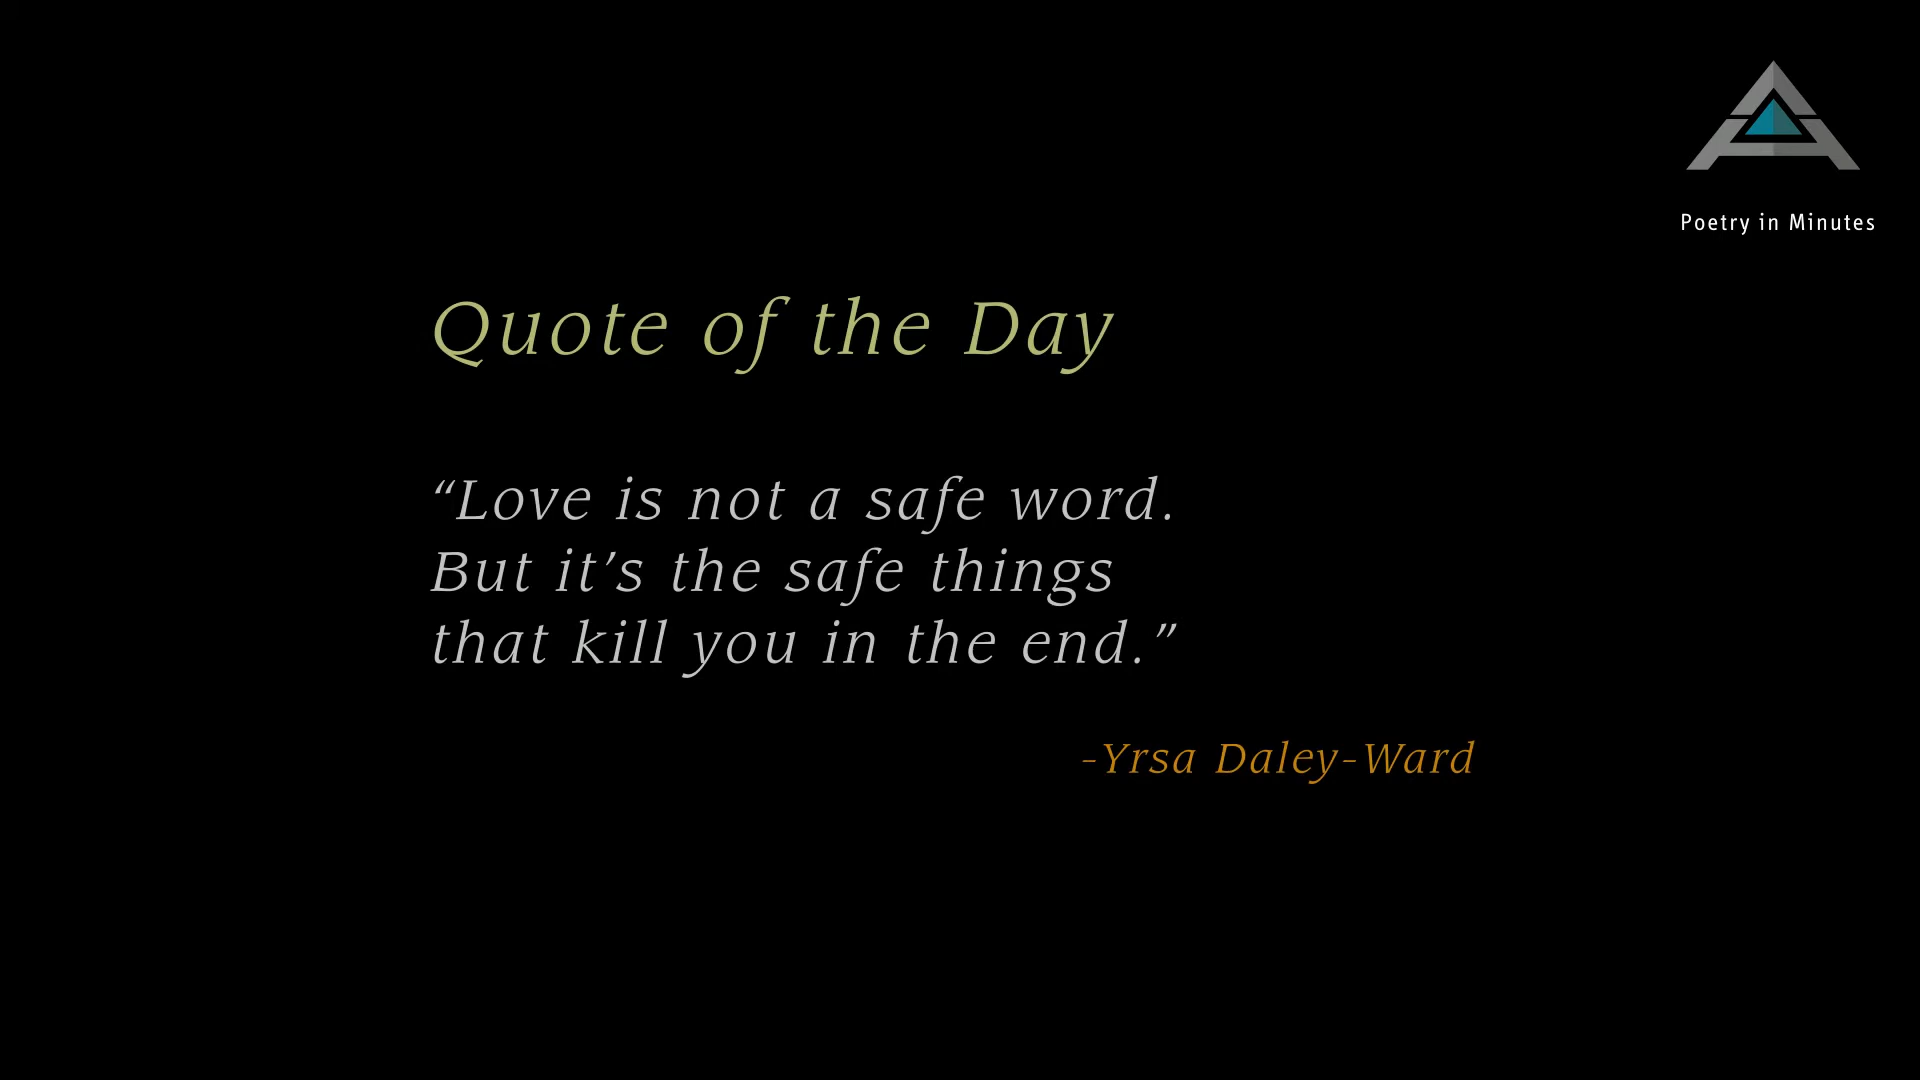 Poetry in Minutes
Quote of the Day
“Love is not a safe word.
But it’s the safe things
that kill you in the end.”
-Yrsa Daley-Ward